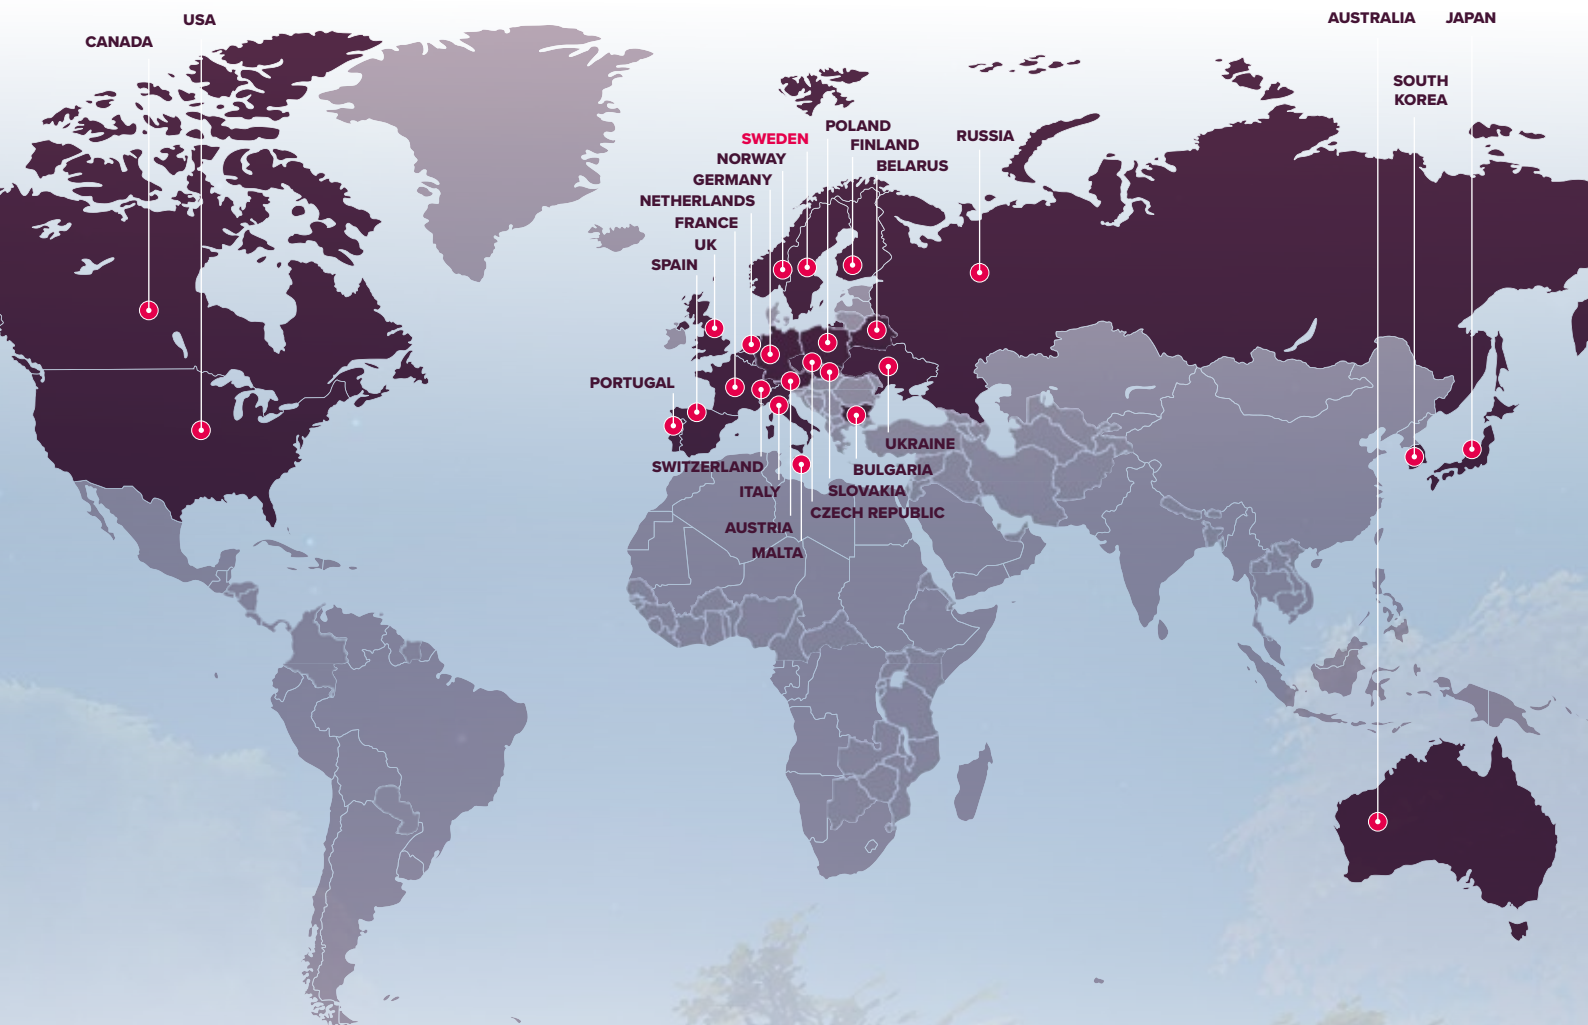 USA
CANADA
AUSTRALIA
JAPAN
SOUTH
KOREA
POLAND
SWEDEN
FINLAND
RUSSIA
NORWAY
BELARUS
GERMANY
NETHERLANDS
FRANCE
UK
SPAIN
PORTUGAL
UKRAINE
SWITZERLAND
BULGARIA
ITALY
SLOVAKIA
CZECH REPUBLIC
AUSTRIA
MALTA